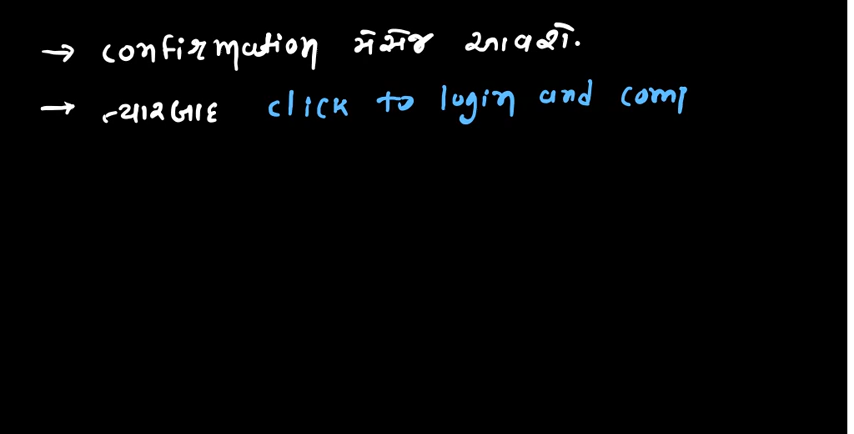 → confirmation મેસેજ આવશે.
→ ત્યારબાદ click to login and comp